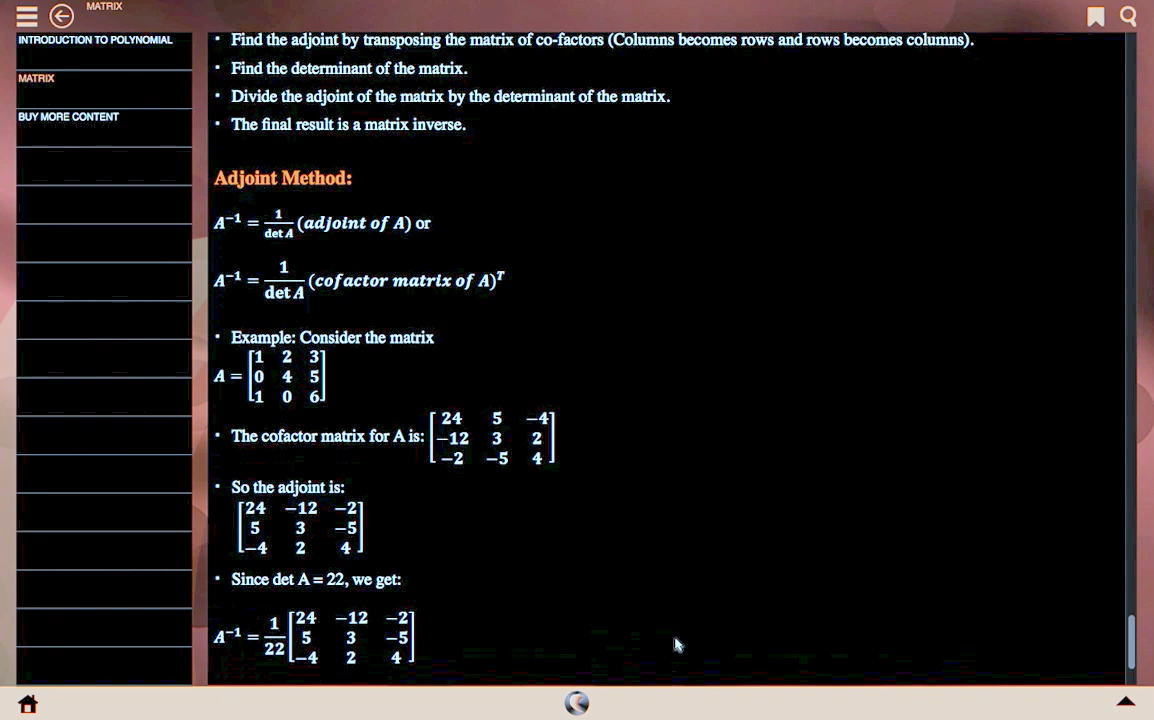 MATRIX
INTRODUCTION TO POLYNOMIAL
MATRIX
BUY MORE CONTENT
• Find the adjoint by transposing the matrix of co-factors (Columns becomes rows and rows becomes columns).
• Find the determinant of the matrix.
• Divide the adjoint of the matrix by the determinant of the matrix.
• The final result is a matrix inverse.
Adjoint Method:
A⁻¹ = 1/det A (adjoint of A) or
A⁻¹ = 1/det A (cofactor matrix of A)ᵀ
• Example: Consider the matrix
A = [1 2 3
0 4 5
1 0 6]
• The cofactor matrix for A is: [24 5 −4
−12 3 2
−2 −5 4]
• So the adjoint is:
[24 −12 −2
5 3 −5
−4 2 4]
• Since det A = 22, we get:
A⁻¹ = 1/22 [24 −12 −2
5 3 −5
−4 2 4]